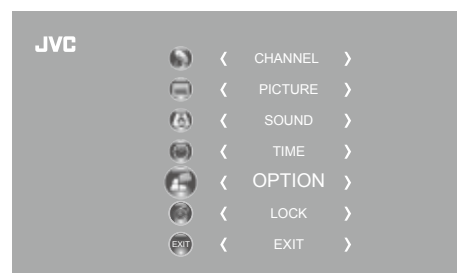 JVC
CHANNEL
PICTURE
SOUND
TIME
OPTION
LOCK
EXIT EXIT